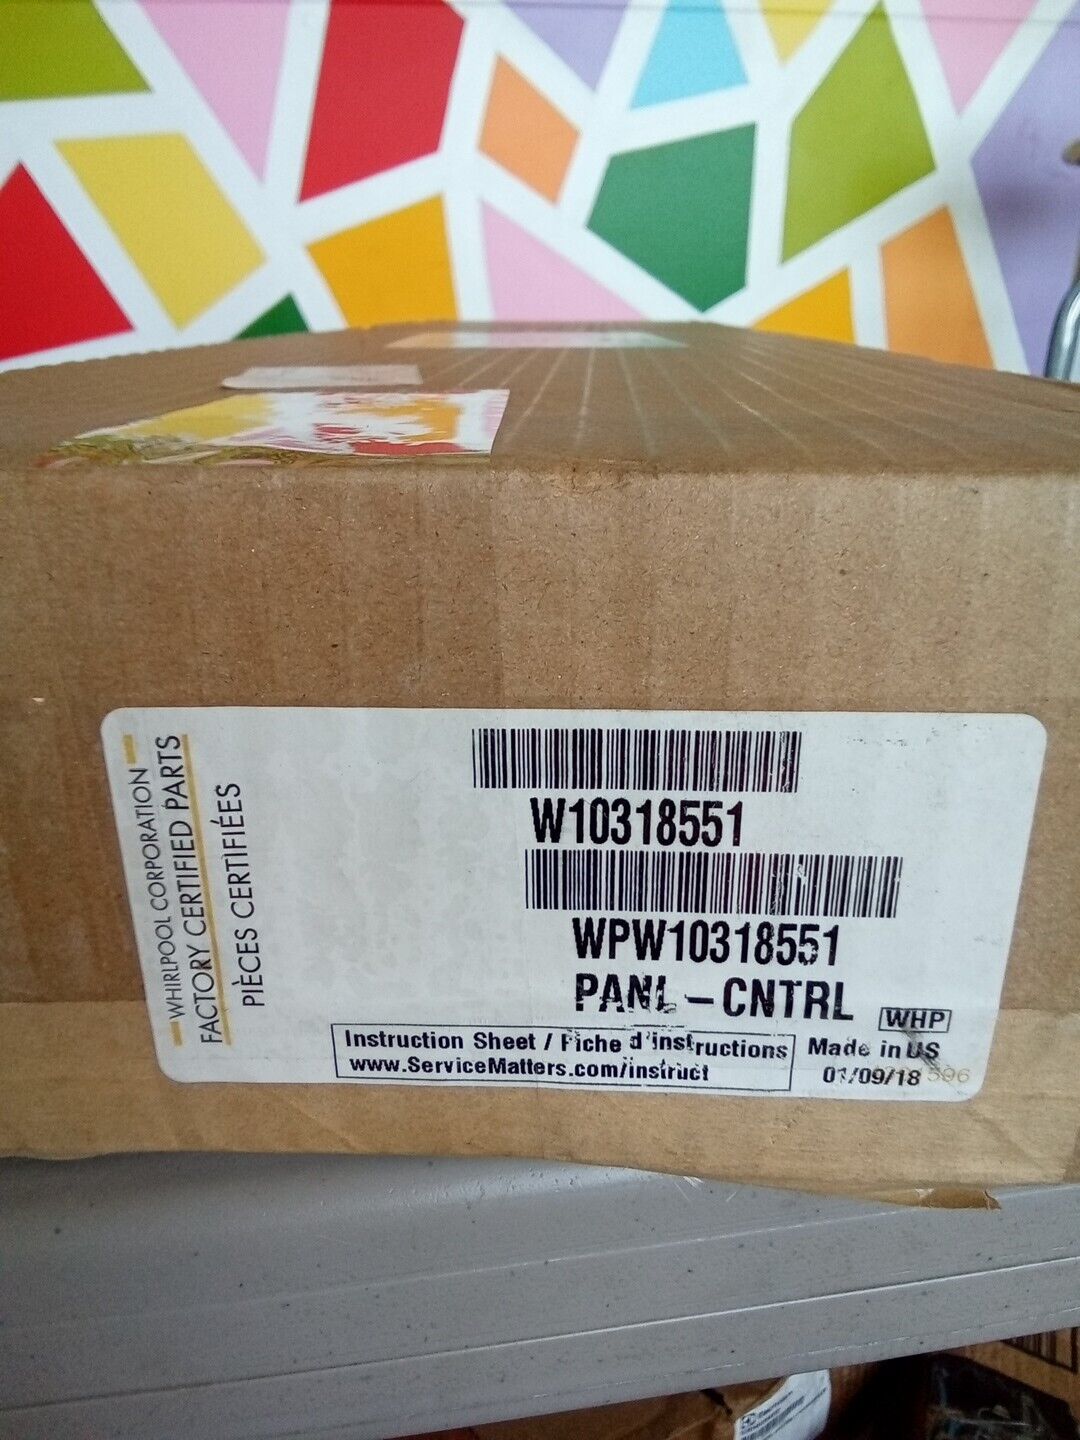 WHIRLPOOL CORPORATION
FACTORY CERTIFIED PARTS
PIÈCES CERTIFIÉES
W10318551
WPW10318551
PANL-CNTRL
WHP
Instruction Sheet / Fiche d'instructions
www.ServiceMatters.com/instruct
Made in US
01/09/18